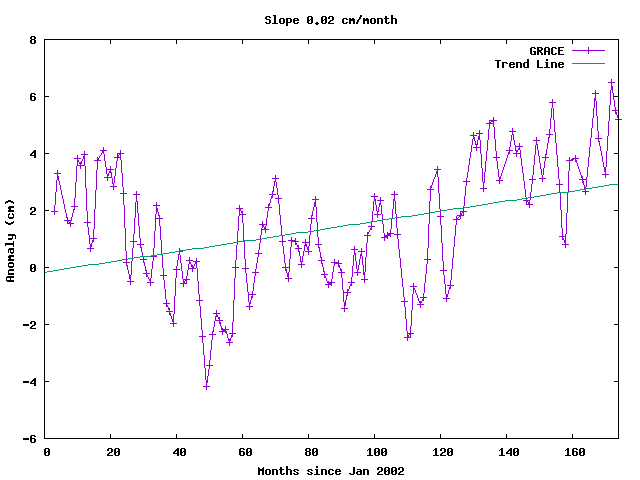 Slope 0.02 cm/month
8
GRACE
Trend Line
6
4
2
0
-2
-4
-6
Anomaly (cm)
0 20 40 60 80 100 120 140 160
Months since Jan 2002